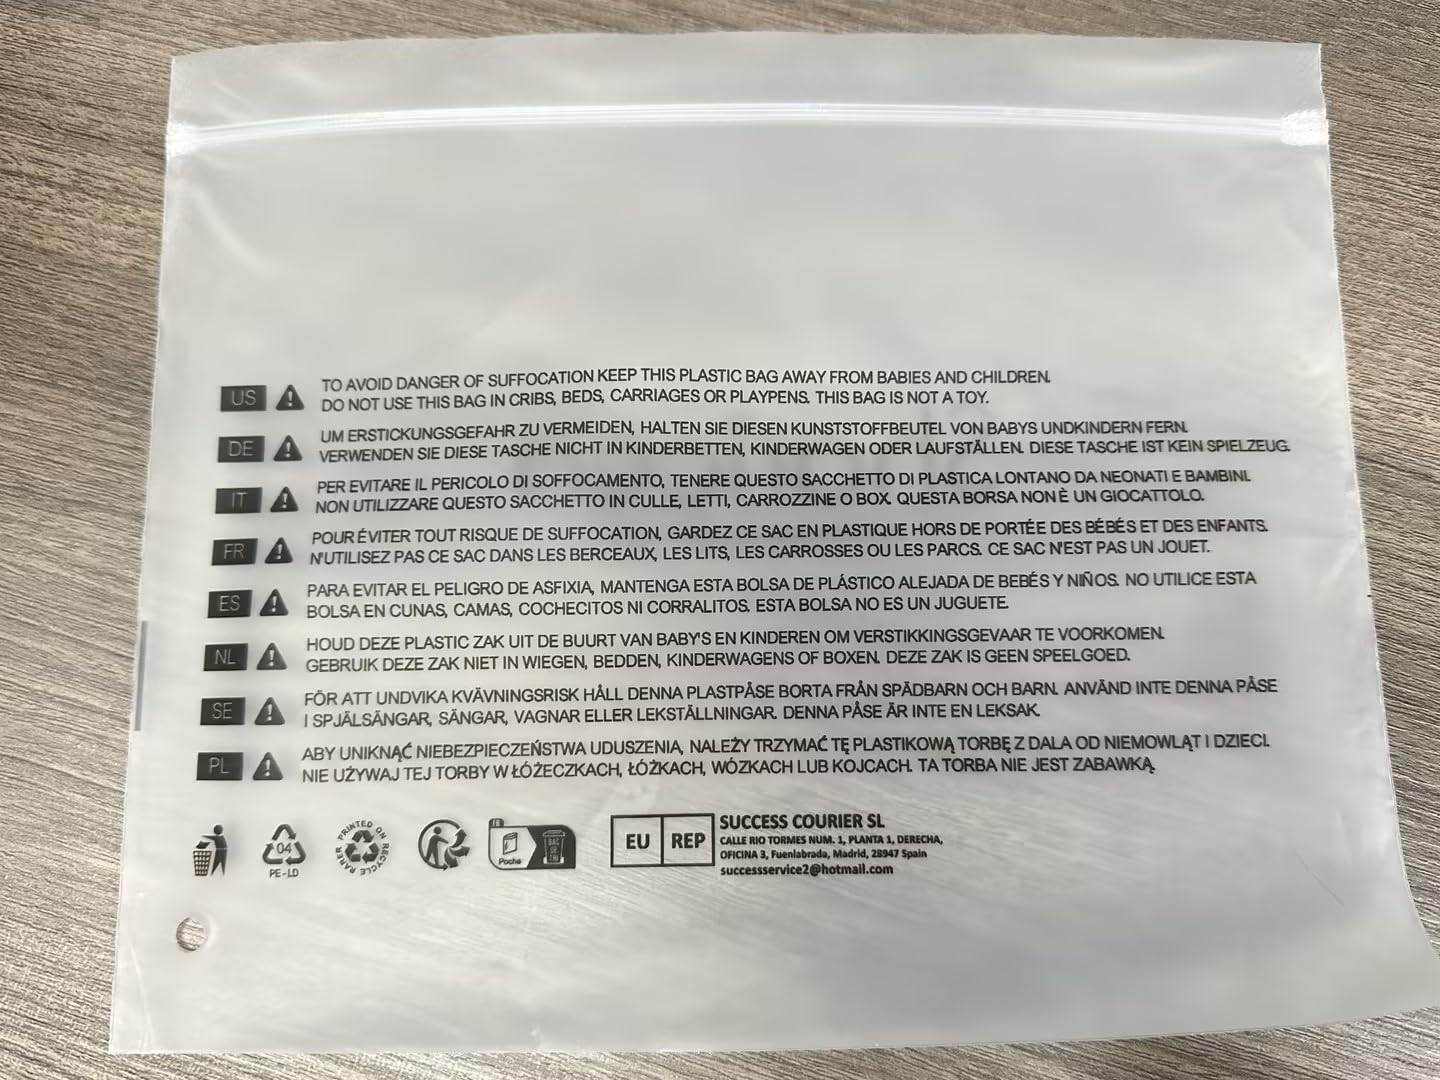 US TO AVOID DANGER OF SUFFOCATION KEEP THIS PLASTIC BAG AWAY FROM BABIES AND CHILDREN.
DO NOT USE THIS BAG IN CRIBS, BEDS, CARRIAGES OR PLAYPENS. THIS BAG IS NOT A TOY.
DE UM ERSTICKUNGSGEFAHR ZU VERMEIDEN, HALTEN SIE DIESEN KUNSTSTOFFBEUTEL VON BABYS UNDKINDERN FERN.
VERWENDEN SIE DIESE TASCHE NICHT IN KINDERBETTEN, KINDERWAGEN ODER LAUFSTÄLLEN. DIESE TASCHE IST KEIN SPIELZEUG.
IT PER EVITARE IL PERICOLO DI SOFFOCAMENTO, TENERE QUESTO SACCHETTO DI PLASTICA LONTANO DA NEONATI E BAMBINI.
NON UTILIZZARE QUESTO SACCHETTO IN CULLE, LETTI, CARROZZINE O BOX. QUESTA BORSA NON È UN GIOCATTOLO.
FR POUR ÉVITER TOUT RISQUE DE SUFFOCATION, GARDEZ CE SAC EN PLASTIQUE HORS DE PORTÉE DES BÉBÉS ET DES ENFANTS.
N'UTILISEZ PAS CE SAC DANS LES BERCEAUX, LES LITS, LES CARROSSES OU LES PARCS. CE SAC N'EST PAS UN JOUET.
ES PARA EVITAR EL PELIGRO DE ASFIXIA, MANTENGA ESTA BOLSA DE PLÁSTICO ALEJADA DE BEBÉS Y NIÑOS. NO UTILICE ESTA
BOLSA EN CUNAS, CAMAS, COCHECITOS NI CORRALITOS. ESTA BOLSA NO ES UN JUGUETE.
NL HOUD DEZE PLASTIC ZAK UIT DE BUURT VAN BABY'S EN KINDEREN OM VERSTIKKINGSGEVAAR TE VOORKOMEN.
GEBRUIK DEZE ZAK NIET IN WIEGEN, BEDDEN, KINDERWAGENS OF BOXEN. DEZE ZAK IS GEEN SPEELGOED.
SE FÖR ATT UNDVIKA KVÄVNINGSRISK HÅLL DENNA PLASTPÅSE BORTA FRÅN SPÄDBARN OCH BARN. ANVÄND INTE DENNA PÅSE
I SPJÄLSÄNGAR, SÄNGAR, VAGNAR ELLER LEKSTÄLLNINGAR. DENNA PÅSE ÄR INTE EN LEKSAK.
PL ABY UNIKNĄĆ NIEBEZPIECZEŃSTWA UDUSZENIA, NALEŻY TRZYMAĆ TĘ PLASTIKOWĄ TORBĘ Z DALA OD NIEMOWLĄT I DZIECI.
NIE UŻYWAJ TEJ TORBY W ŁÓŻECZKACH, ŁÓŻKACH, WÓZKACH LUB KOJCACH. TA TORBA NIE JEST ZABAWKĄ.
04
PE-LD
PRINTED ON RECYCLE PAPER
FR
Poche
BAC DE TRI
EU REP
SUCCESS COURIER SL
CALLE RIO TORMES NUM. 1, PLANTA 1, DERECHA,
OFICINA 3, Fuenlabrada, Madrid, 28947 Spain
successservice2@hotmail.com